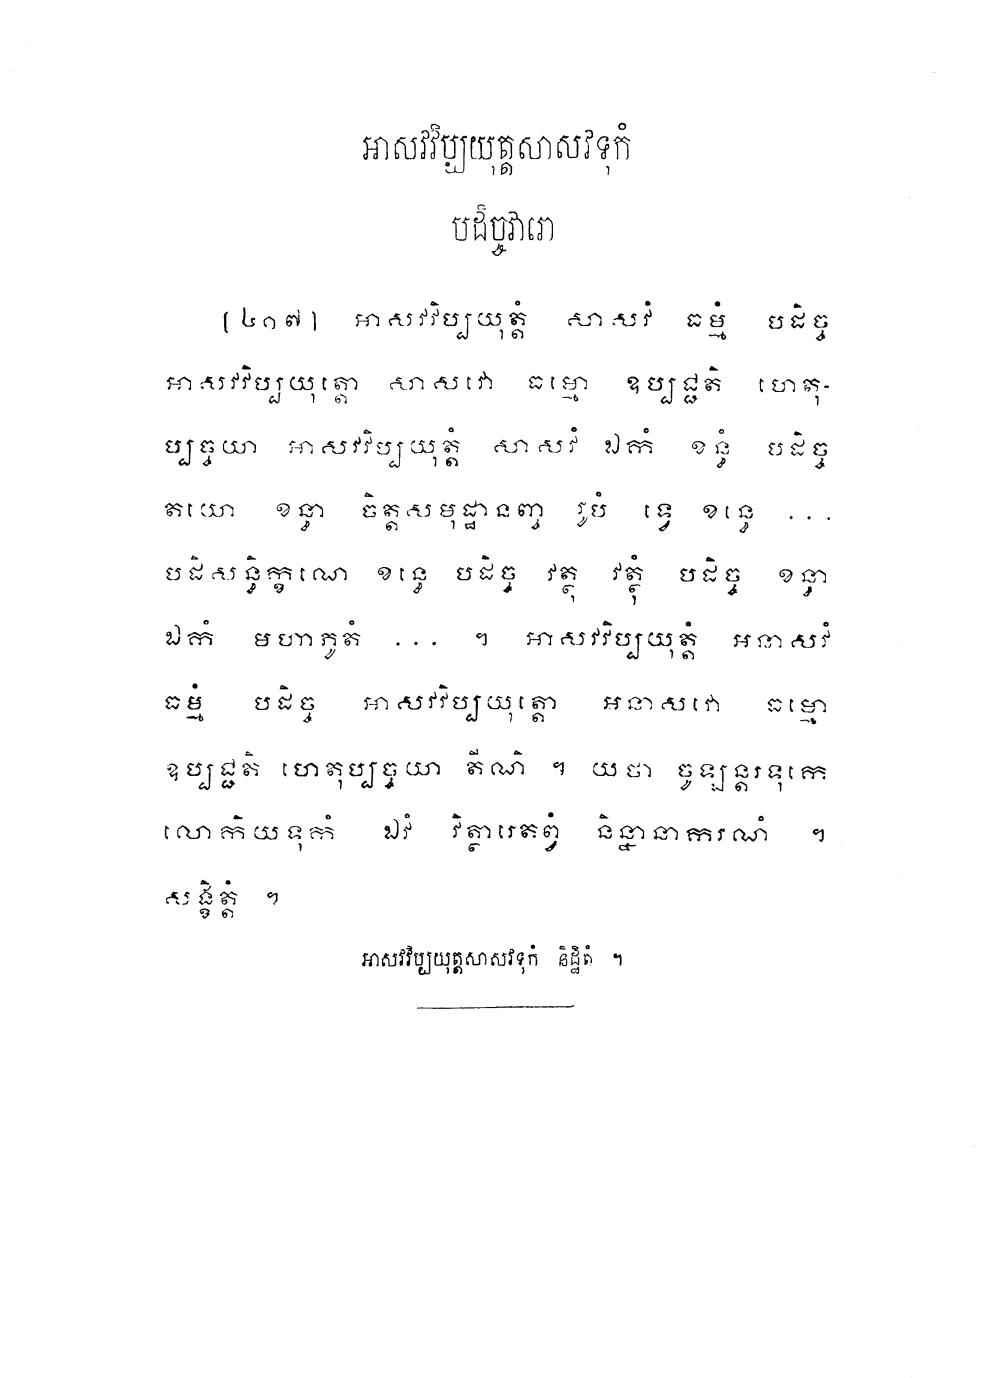 អាសវវិប្បយុត្តសាសវទុកំ
បដិច្ចវារោ
[៤១៧] អាសវវិប្បយុត្តំ សាសវំ ធម្មំ បដិច្ច
អាសវវិប្បយុត្តោ សាសវោ ធម្មោ ឧប្បជ្ជតិ ហេតុ-
ប្បច្ចយា អាសវវិប្បយុត្តំ សាសវំ ឯកំ ខន្ធំ បដិច្ច
តយោ ខន្ធា ចិត្តសមុដ្ឋានញ្ច រូបំ ទ្វេ ខន្ធេ ...
បដិសន្ធិក្ខណេ ខន្ធេ បដិច្ច វត្ថុ វត្ថុំ បដិច្ច ខន្ធា
ឯកំ មហាភូតំ ... ។ អាសវវិប្បយុត្តំ អនាសវំ
ធម្មំ បដិច្ច អាសវវិប្បយុត្តោ អនាសវោ ធម្មោ
ឧប្បជ្ជតិ ហេតុប្បច្ចយា តីណិ ។ យថា ចូឡន្តរទុកេ
លោកិយទុកំ ឯវំ វិត្ថារេតព្វំ និន្នានាករណំ ។
សង្ខិត្តំ ។
អាសវវិប្បយុត្តសាសវទុកំ និដ្ឋិតំ ។